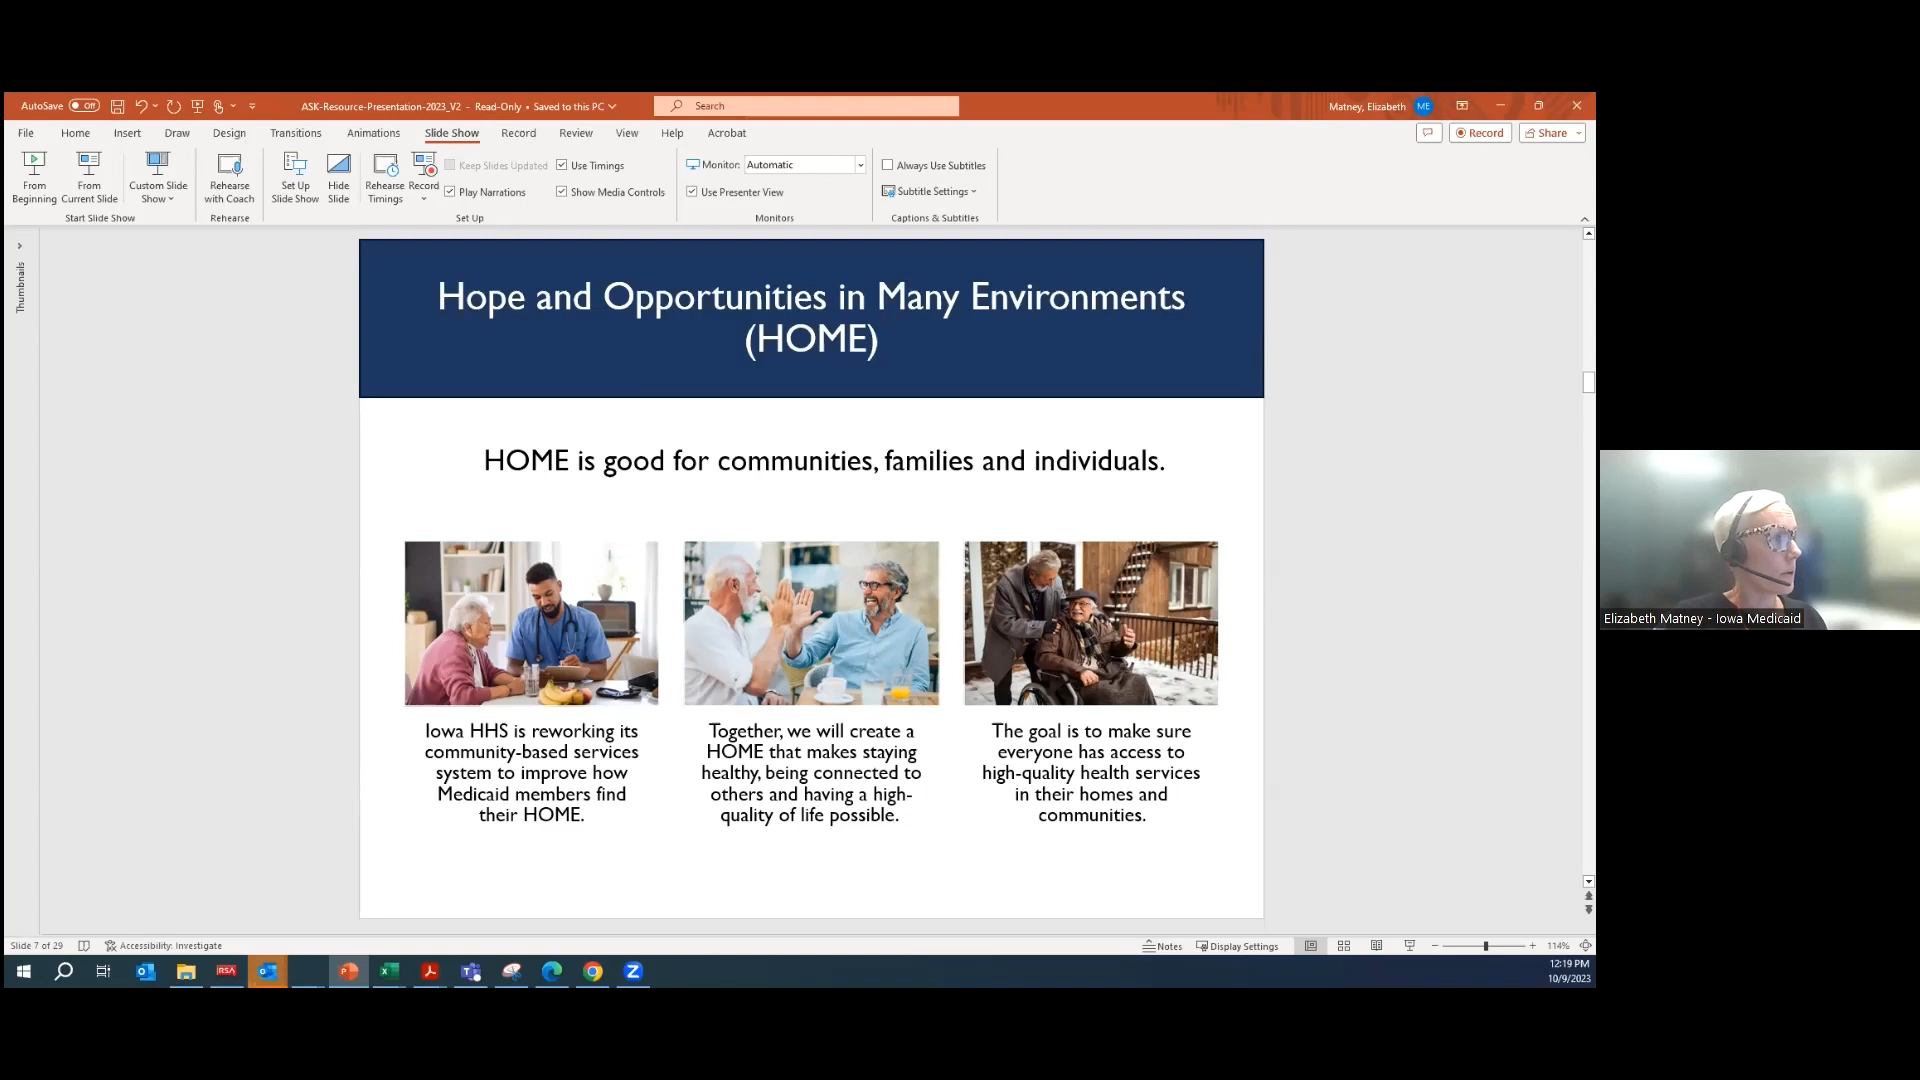 AutoSave Off
ASK-Resource-Presentation-2023_V2 - Read-Only • Saved to this PC
Search
Matney, Elizabeth ME
File Home Insert Draw Design Transitions Animations Slide Show Record Review View Help Acrobat
Record Share
From Beginning
From Current Slide
Custom Slide Show
Start Slide Show
Rehearse with Coach
Rehearse
Set Up Slide Show
Hide Slide
Rehearse Timings
Record
Keep Slides Updated
Play Narrations
Use Timings
Show Media Controls
Set Up
Monitor: Automatic
Use Presenter View
Monitors
Always Use Subtitles
Subtitle Settings
Captions & Subtitles
Thumbnails
Hope and Opportunities in Many Environments
(HOME)
HOME is good for communities, families and individuals.
Iowa HHS is reworking its
community-based services
system to improve how
Medicaid members find
their HOME.
Together, we will create a
HOME that makes staying
healthy, being connected to
others and having a high-
quality of life possible.
The goal is to make sure
everyone has access to
high-quality health services
in their homes and
communities.
Elizabeth Matney - Iowa Medicaid
Slide 7 of 29
Accessibility: Investigate
Notes
Display Settings
114%
RSA
12:19 PM
10/9/2023